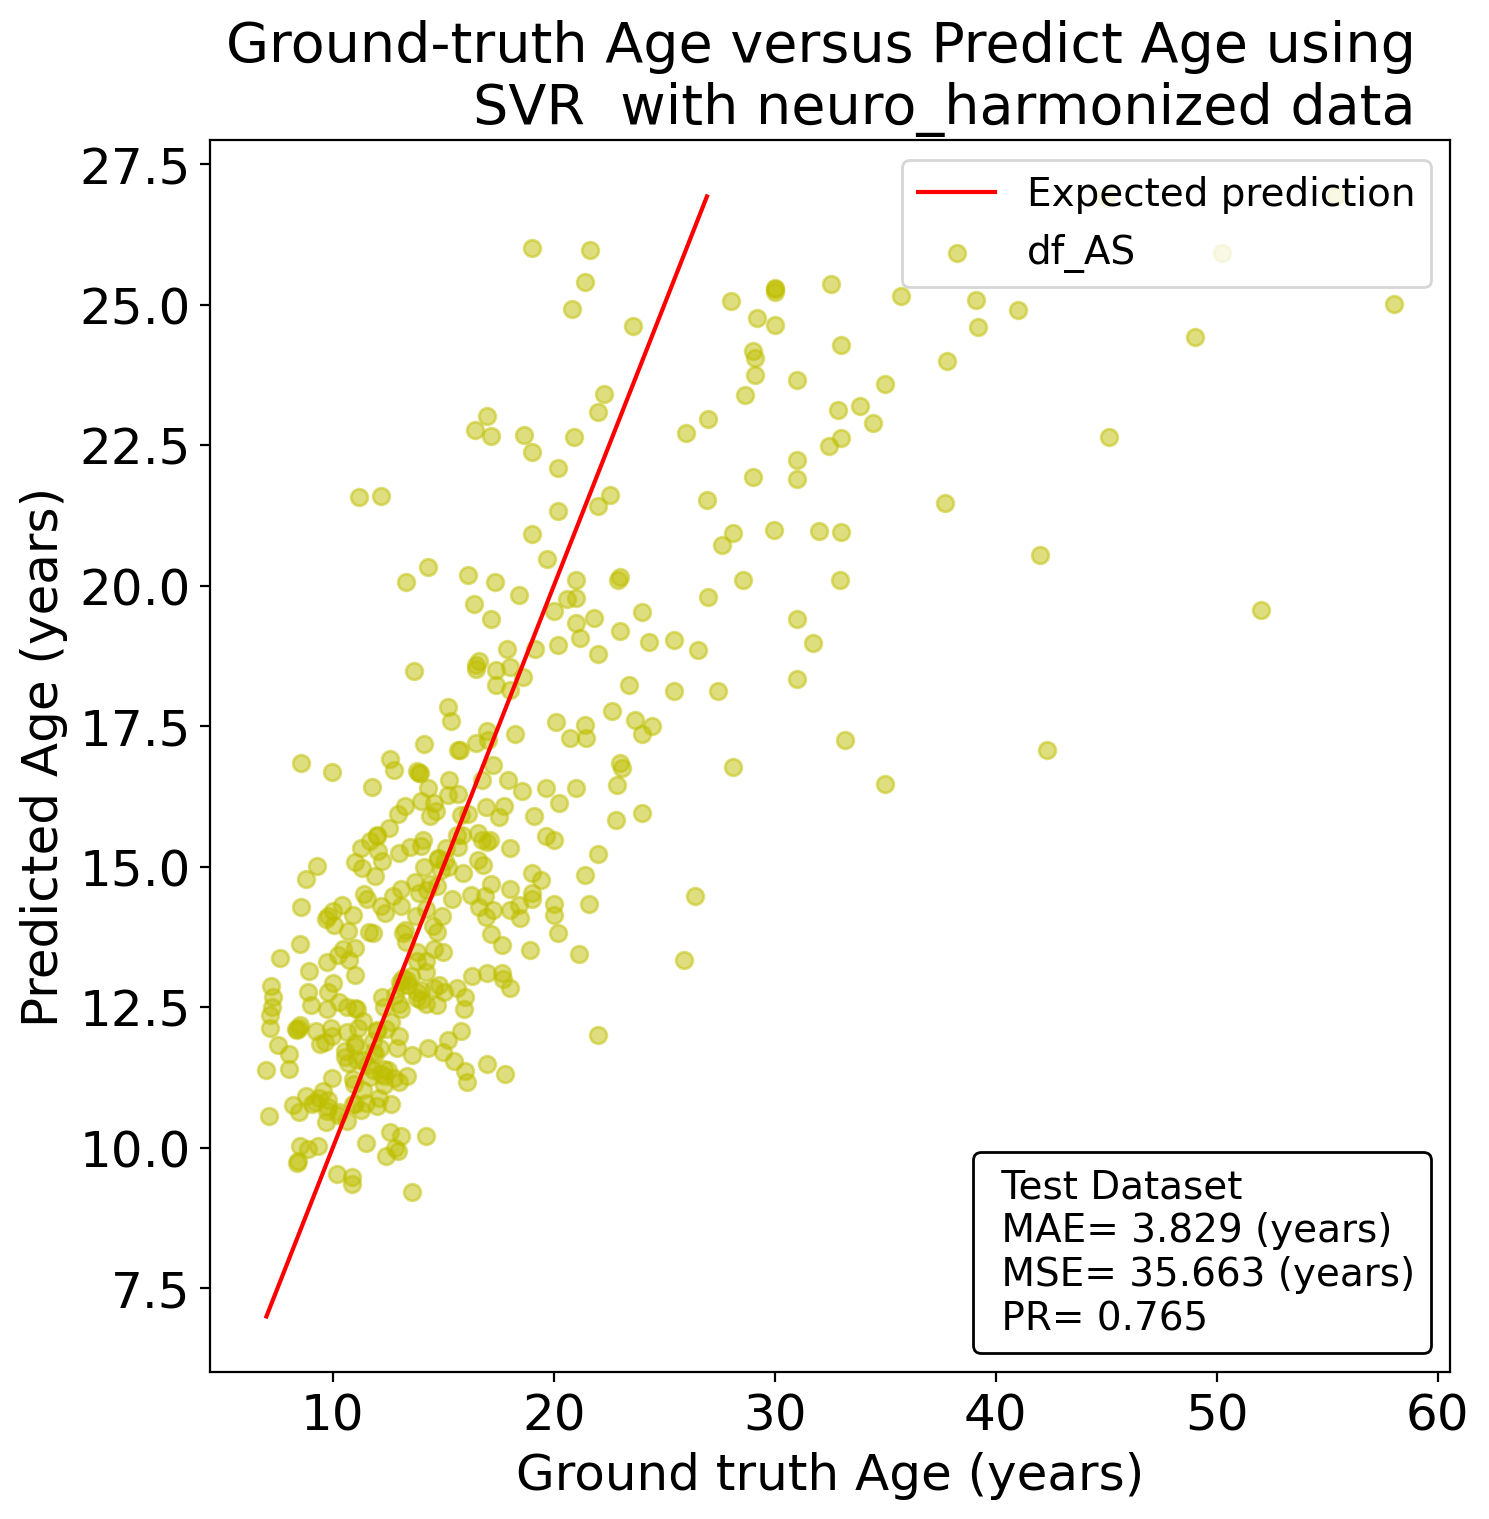 Ground-truth Age versus Predict Age using
SVR  with neuro_harmonized data
27.5
25.0
22.5
20.0
17.5
15.0
12.5
10.0
7.5
Predicted Age (years)
Expected prediction
df_AS
Test Dataset
MAE= 3.829 (years)
MSE= 35.663 (years)
PR= 0.765
10 20 30 40 50 60
Ground truth Age (years)